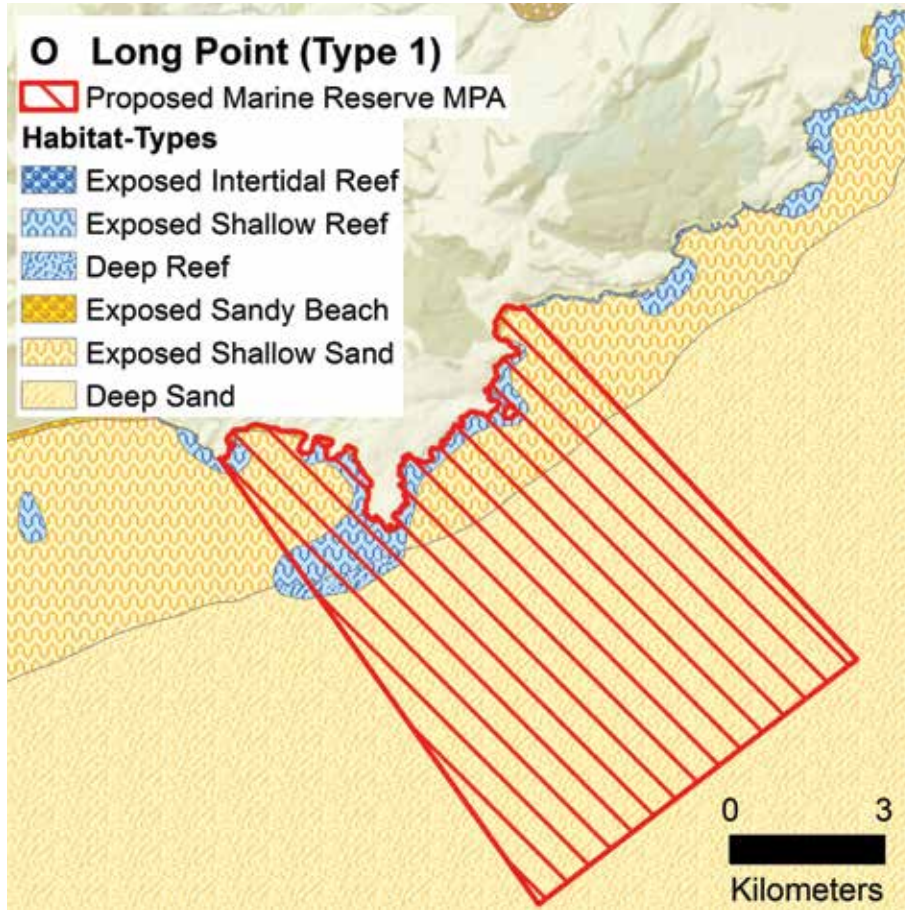 O Long Point (Type 1)
Proposed Marine Reserve MPA
Habitat-Types
Exposed Intertidal Reef
Exposed Shallow Reef
Deep Reef
Exposed Sandy Beach
Exposed Shallow Sand
Deep Sand
0 3
Kilometers